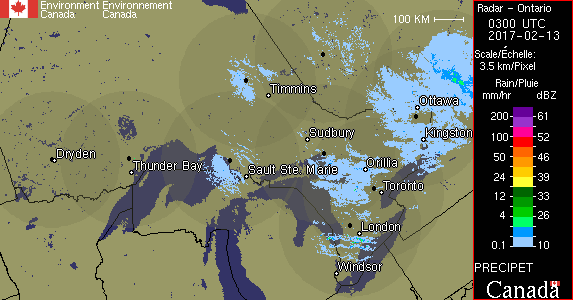 Environment Environnement
Canada Canada
100 KM
Timmins
Ottawa
Sudbury
Kingston
Dryden
Thunder Bay
Sault Ste. Marie
Orillia
Toronto
London
Windsor
Radar - Ontario
0300 UTC
2017-02-13
Scale/Échelle:
3.5 km/Pixel
Rain/Pluie
mm/hr dBZ
200 61
100 52
50 46
24 39
12 34
4 26
0.1 10
PRECIPET
Canada